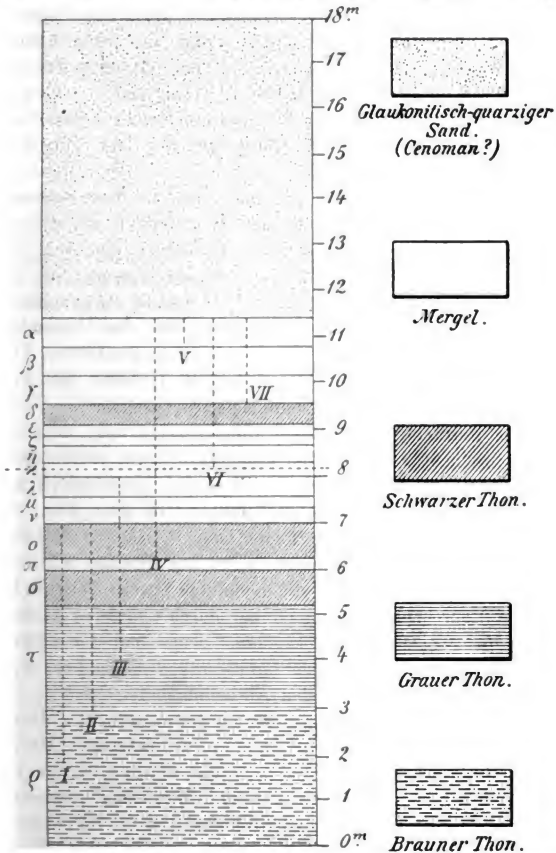 18m
17
16
15
14
13
12
11
10
9
8
7
6
5
4
3
2
1
0m
α
β
γ
δ
ε
ζ
η
ϰ
λ
μ
ν
ο
π
σ
τ
ϱ
V
VII
VI
IV
III
II
I
Glaukonitisch-quarziger
Sand.
(Cenoman?)
Mergel.
Schwarzer Thon.
Grauer Thon.
Brauner Thon.